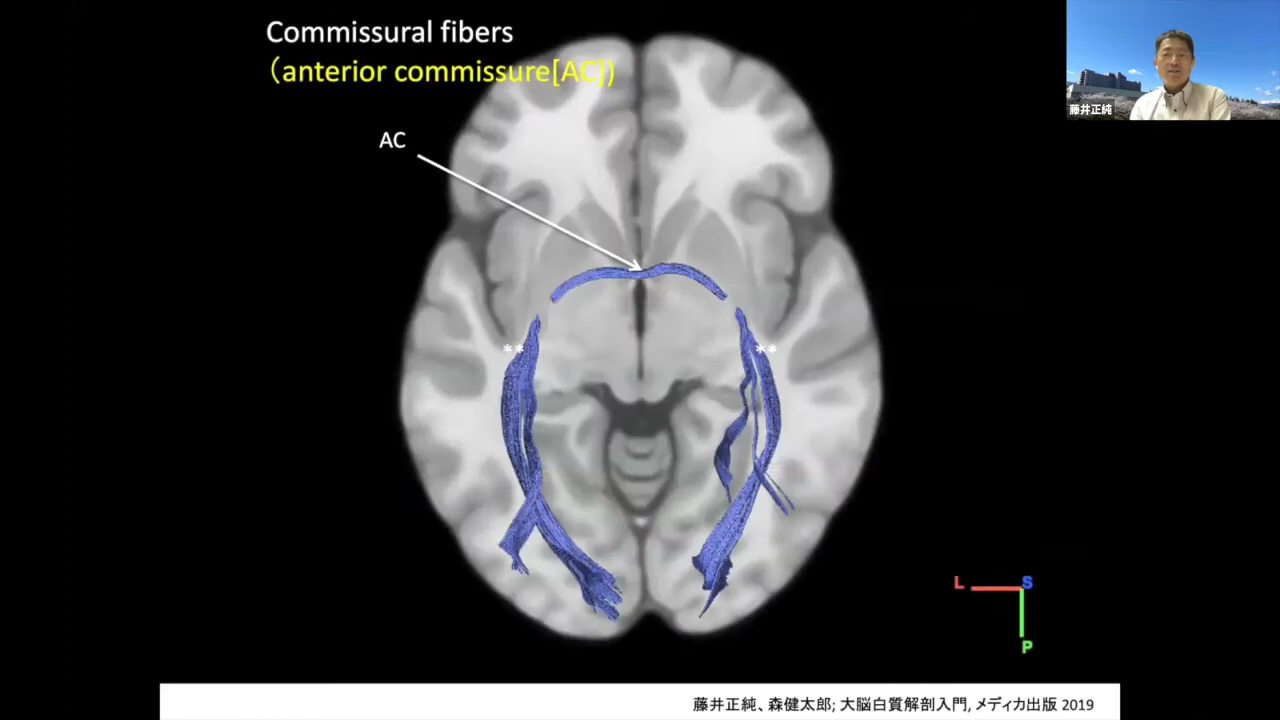 Commissural fibers
（anterior commissure[AC])
AC
藤井正純
**
**
L
S
P
藤井正純、森健太郎; 大脳白質解剖入門, メディカ出版 2019